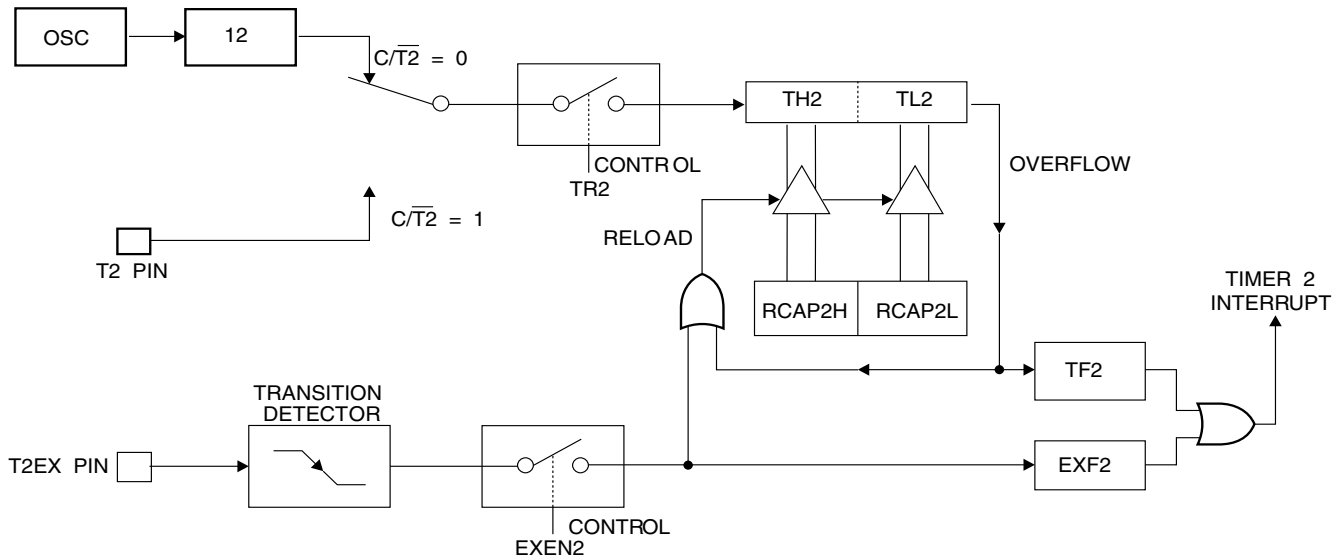 OSC
12
C/T2 = 0
TH2
TL2
CONTROL
TR2
OVERFLOW
C/T2 = 1
T2 PIN
RELOAD
RCAP2H
RCAP2L
TIMER 2
INTERRUPT
TF2
TRANSITION
DETECTOR
T2EX PIN
EXF2
CONTROL
EXEN2